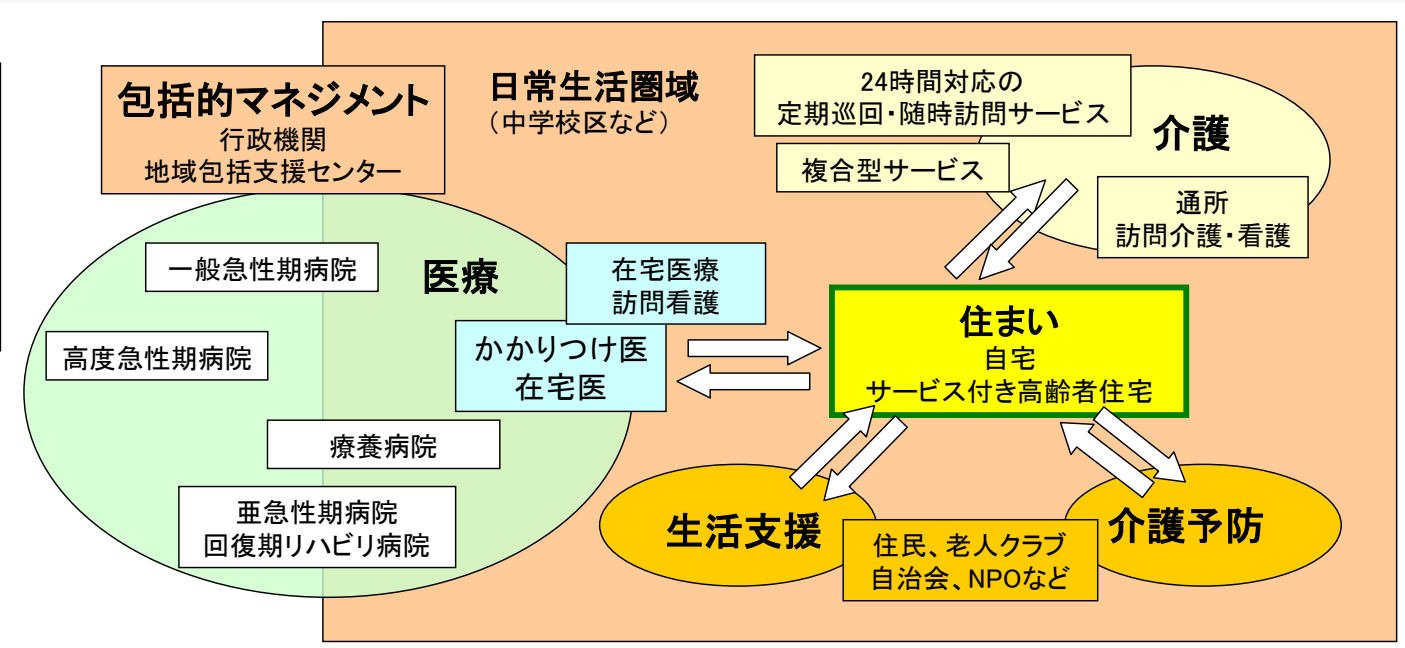 包括的マネジメント
行政機関
地域包括支援センター
日常生活圏域
（中学校区など）
24時間対応の
定期巡回・随時訪問サービス
介護
複合型サービス
通所
訪問介護・看護
一般急性期病院
医療
在宅医療
訪問看護
高度急性期病院
かかりつけ医
在宅医
住まい
自宅
サービス付き高齢者住宅
療養病院
亜急性期病院
回復期リハビリ病院
生活支援
住民、老人クラブ
自治会、NPOなど
介護予防